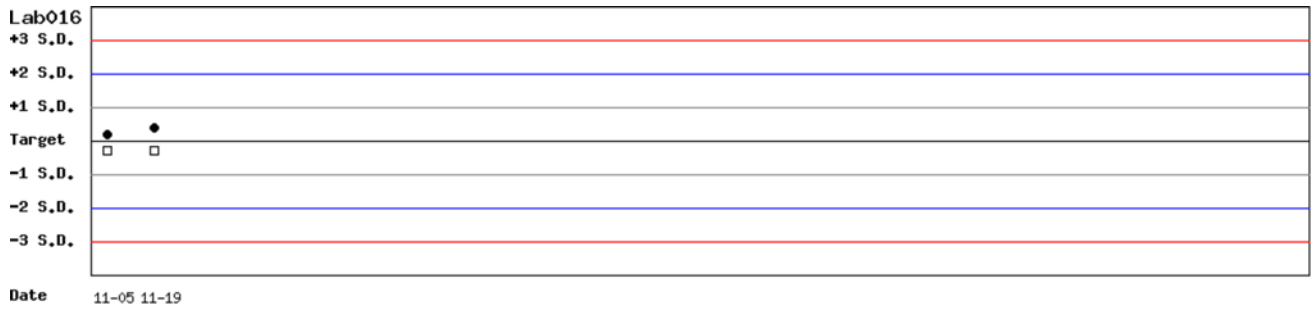 Lab016
+3 S.D.
+2 S.D.
+1 S.D.
Target
-1 S.D.
-2 S.D.
-3 S.D.
Date 11-05 11-19